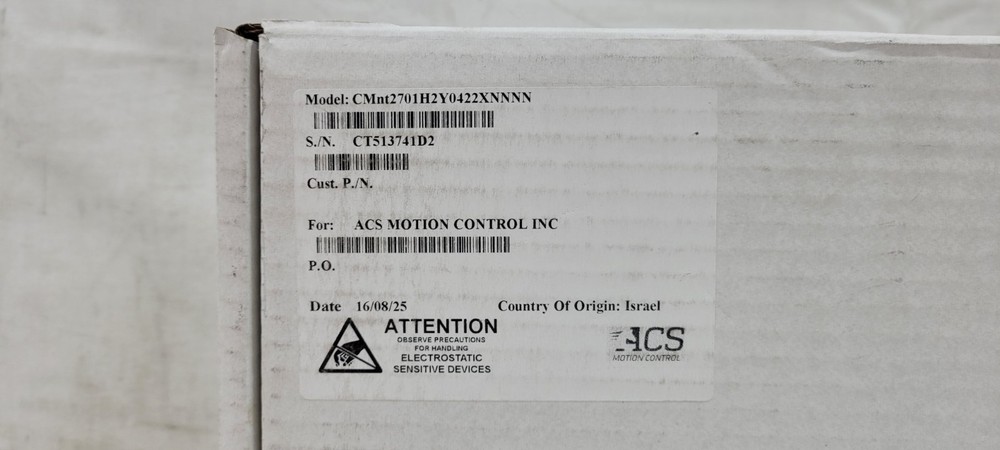 Model: CMnt2701H2Y0422XNNNN
S./N. CT513741D2
Cust. P./N.
For: ACS MOTION CONTROL INC
P.O.
Date 16/08/25 Country Of Origin: Israel
ATTENTION
OBSERVE PRECAUTIONS
FOR HANDLING
ELECTROSTATIC
SENSITIVE DEVICES
ACS
MOTION CONTROL